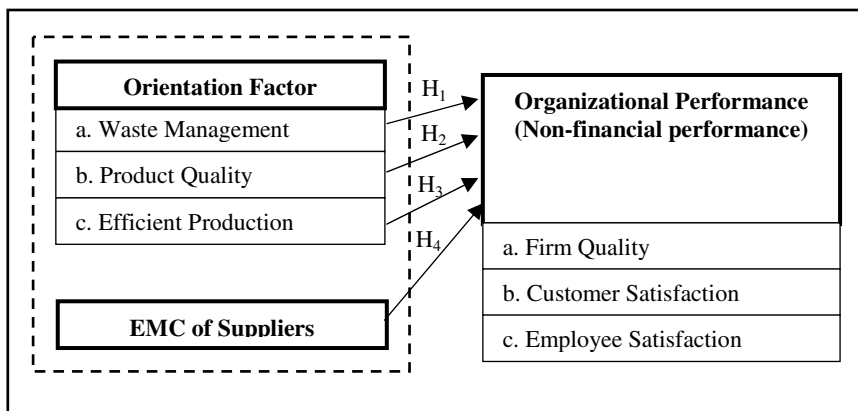 Orientation Factor
a. Waste Management
b. Product Quality
c. Efficient Production
EMC of Suppliers
H₁
H₂
H₃
H₄
Organizational Performance
(Non-financial performance)
a. Firm Quality
b. Customer Satisfaction
c. Employee Satisfaction